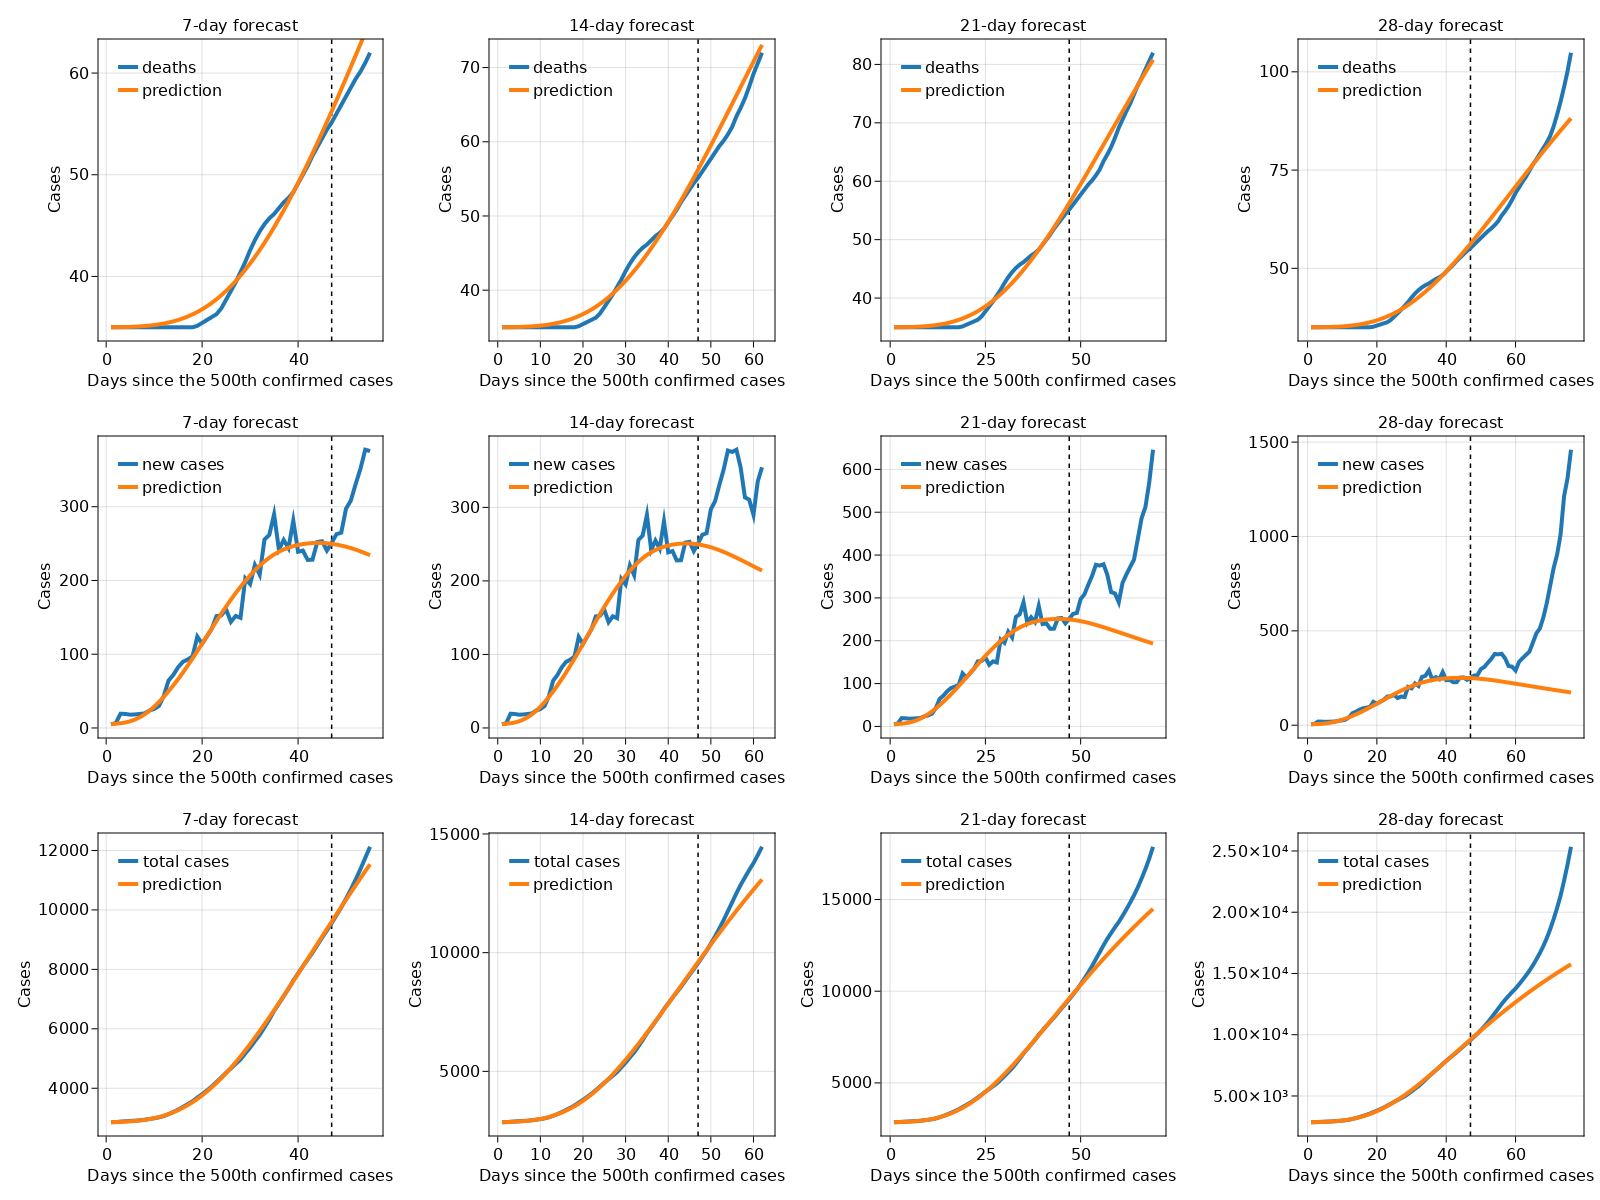 7-day forecast
14-day forecast
21-day forecast
28-day forecast
deaths
prediction
60
50
40
Cases
0
20
40
Days since the 500th confirmed cases
deaths
prediction
70
60
50
40
Cases
0
10
20
30
40
50
60
Days since the 500th confirmed cases
deaths
prediction
80
70
60
50
40
Cases
0
25
50
Days since the 500th confirmed cases
deaths
prediction
100
75
50
Cases
0
20
40
60
Days since the 500th confirmed cases
7-day forecast
14-day forecast
21-day forecast
28-day forecast
new cases
prediction
300
200
100
0
Cases
0
20
40
Days since the 500th confirmed cases
new cases
prediction
300
200
100
0
Cases
0
10
20
30
40
50
60
Days since the 500th confirmed cases
new cases
prediction
600
500
400
300
200
100
0
Cases
0
25
50
Days since the 500th confirmed cases
new cases
prediction
1500
1000
500
0
Cases
0
20
40
60
Days since the 500th confirmed cases
7-day forecast
14-day forecast
21-day forecast
28-day forecast
total cases
prediction
12000
10000
8000
6000
4000
Cases
0
20
40
Days since the 500th confirmed cases
total cases
prediction
15000
10000
5000
Cases
0
10
20
30
40
50
60
Days since the 500th confirmed cases
total cases
prediction
15000
10000
5000
Cases
0
25
50
Days since the 500th confirmed cases
total cases
prediction
2.50×10⁴
2.00×10⁴
1.50×10⁴
1.00×10⁴
5.00×10³
Cases
0
20
40
60
Days since the 500th confirmed cases